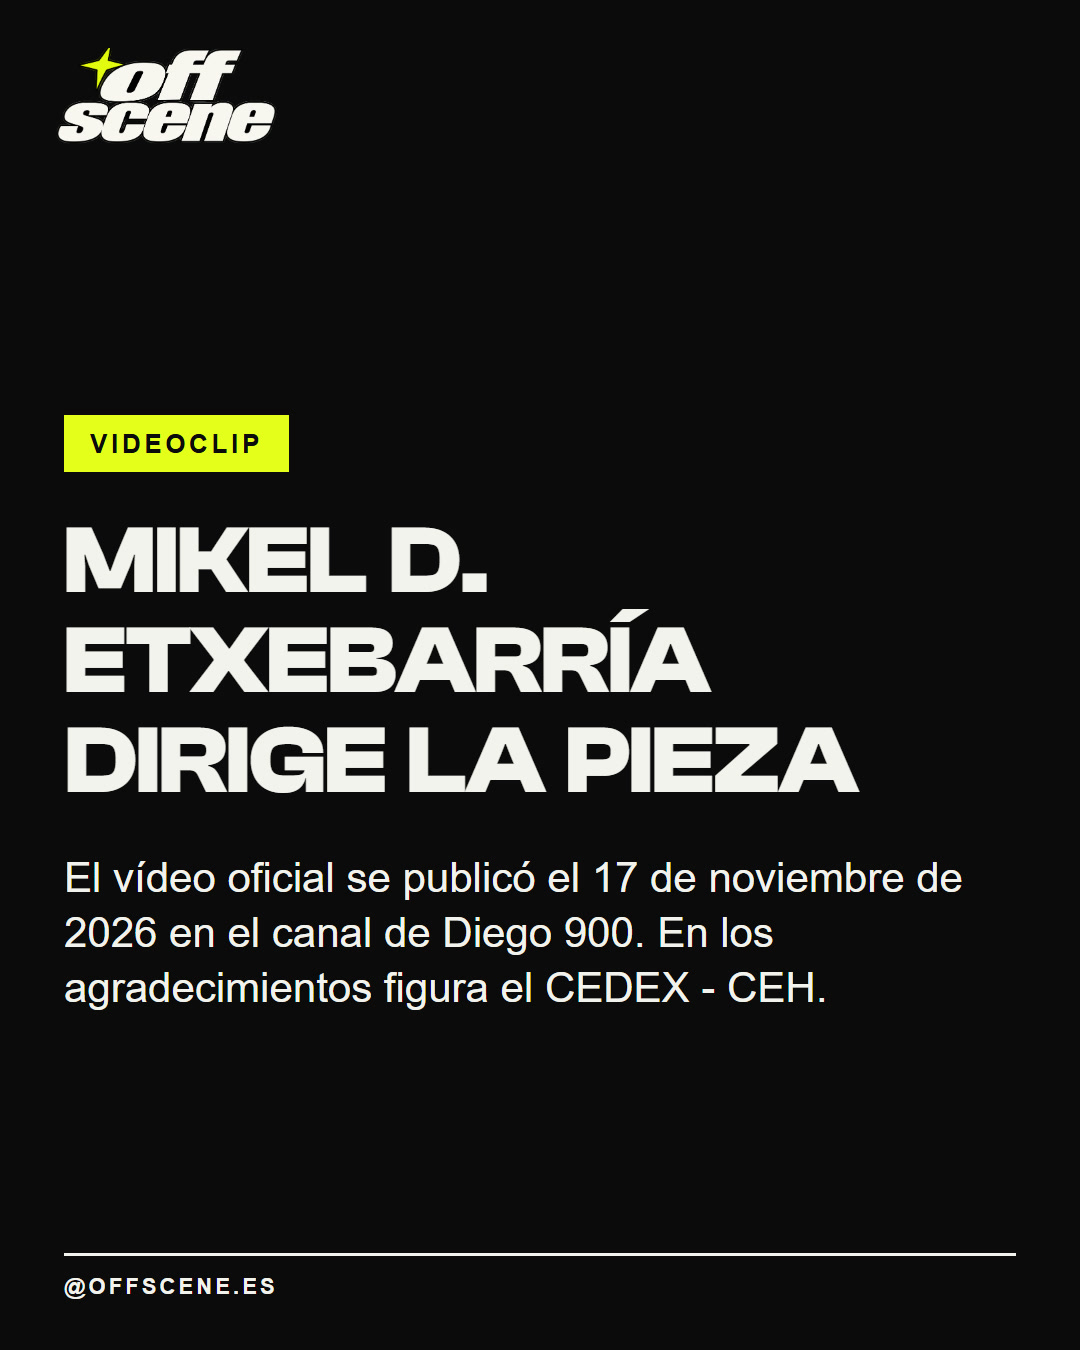 off
scene
VIDEOCLIP
MIKEL D.
ETXEBARRÍA
DIRIGE LA PIEZA
El vídeo oficial se publicó el 17 de noviembre de
2026 en el canal de Diego 900. En los
agradecimientos figura el CEDEX - CEH.
@OFFSCENE.ES